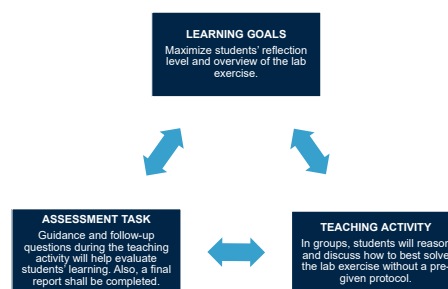 LEARNING GOALS
Maximize students' reflection
level and overview of the lab
exercise.
ASSESSMENT TASK
Guidance and follow-up
questions during the teaching
activity will help evaluate
students' learning. Also, a final
report shall be completed.
TEACHING ACTIVITY
In groups, students will reason
and discuss how to best solve
the lab exercise without a pre-
given protocol.